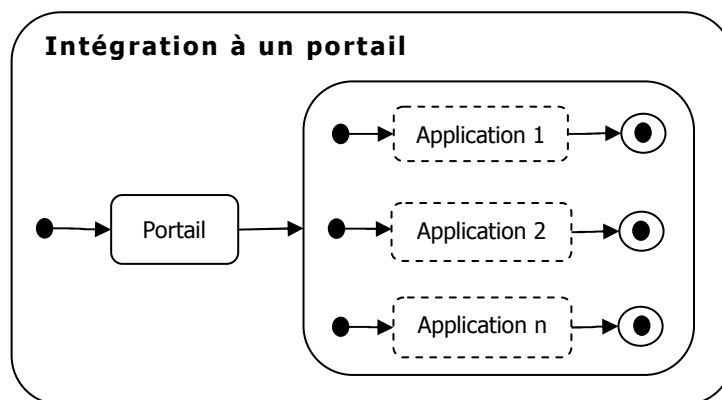 Intégration à un portail
Application 1
Portail
Application 2
Application n